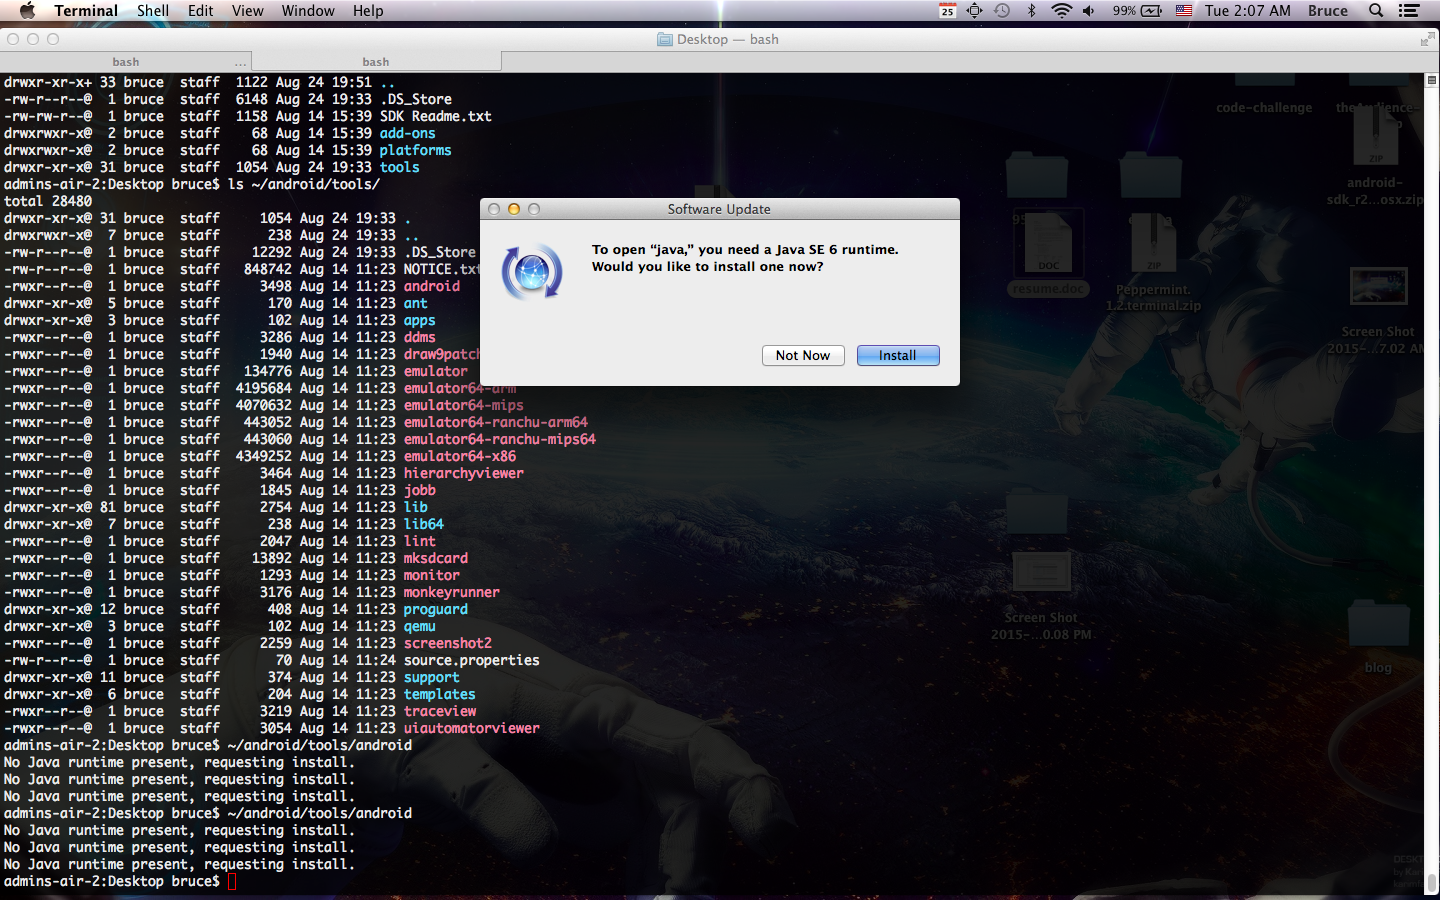 Terminal Shell Edit View Window Help 25 99% Tue 2:07 AM Bruce
Desktop — bash
bash ... bash
drwxr-xr-x+ 33 bruce staff 1122 Aug 24 19:51 ..
-rw-r--r--@ 1 bruce staff 6148 Aug 24 19:33 .DS_Store
-rw-rw-r--@ 1 bruce staff 1158 Aug 14 15:39 SDK Readme.txt
drwxrwxr-x@ 2 bruce staff 68 Aug 14 15:39 add-ons
drwxrwxr-x@ 2 bruce staff 68 Aug 14 15:39 platforms
drwxr-xr-x@ 31 bruce staff 1054 Aug 24 19:33 tools
admins-air-2:Desktop bruce$ ls ~/android/tools/
total 28480
drwxr-xr-x@ 31 bruce staff 1054 Aug 24 19:33 .
drwxrwxr-x@ 7 bruce staff 238 Aug 24 19:33 ..
-rw-r--r--@ 1 bruce staff 12292 Aug 24 19:33 .DS_Store
-rw-r--r--@ 1 bruce staff 848742 Aug 14 11:23 NOTICE.txt
-rwxr--r--@ 1 bruce staff 3498 Aug 14 11:23 android
drwxr-xr-x@ 5 bruce staff 170 Aug 14 11:23 ant
drwxr-xr-x@ 3 bruce staff 102 Aug 14 11:23 apps
-rwxr--r--@ 1 bruce staff 3286 Aug 14 11:23 ddms
-rwxr--r--@ 1 bruce staff 1940 Aug 14 11:23 draw9patch
-rwxr--r--@ 1 bruce staff 134776 Aug 14 11:23 emulator
-rwxr--r--@ 1 bruce staff 4195684 Aug 14 11:23 emulator64-arm
-rwxr--r--@ 1 bruce staff 4070632 Aug 14 11:23 emulator64-mips
-rwxr--r--@ 1 bruce staff 443052 Aug 14 11:23 emulator64-ranchu-arm64
-rwxr--r--@ 1 bruce staff 443060 Aug 14 11:23 emulator64-ranchu-mips64
-rwxr--r--@ 1 bruce staff 4349252 Aug 14 11:23 emulator64-x86
-rwxr--r--@ 1 bruce staff 3464 Aug 14 11:23 hierarchyviewer
-rwxr--r--@ 1 bruce staff 1845 Aug 14 11:23 jobb
drwxr-xr-x@ 81 bruce staff 2754 Aug 14 11:23 lib
drwxr-xr-x@ 7 bruce staff 238 Aug 14 11:23 lib64
-rwxr--r--@ 1 bruce staff 2047 Aug 14 11:23 lint
-rwxr--r--@ 1 bruce staff 13892 Aug 14 11:23 mksdcard
-rwxr--r--@ 1 bruce staff 1293 Aug 14 11:23 monitor
-rwxr--r--@ 1 bruce staff 3176 Aug 14 11:23 monkeyrunner
drwxr-xr-x@ 12 bruce staff 408 Aug 14 11:23 proguard
drwxr-xr-x@ 3 bruce staff 102 Aug 14 11:23 qemu
-rwxr--r--@ 1 bruce staff 2259 Aug 14 11:23 screenshot2
-rw-r--r--@ 1 bruce staff 70 Aug 14 11:24 source.properties
drwxr-xr-x@ 11 bruce staff 374 Aug 14 11:23 support
drwxr-xr-x@ 6 bruce staff 204 Aug 14 11:23 templates
-rwxr--r--@ 1 bruce staff 3219 Aug 14 11:23 traceview
-rwxr--r--@ 1 bruce staff 3054 Aug 14 11:23 uiautomatorviewer
admins-air-2:Desktop bruce$ ~/android/tools/android
No Java runtime present, requesting install.
No Java runtime present, requesting install.
No Java runtime present, requesting install.
admins-air-2:Desktop bruce$ ~/android/tools/android
No Java runtime present, requesting install.
No Java runtime present, requesting install.
No Java runtime present, requesting install.
admins-air-2:Desktop bruce$
Software Update
To open “java,” you need a Java SE 6 runtime.
Would you like to install one now?
Not Now Install
code-challenge
ZIP
android-
sdk_r2...osx.zip
DOC
resume.doc
ZIP
Peppermint.
1.2.terminal.zip
Screen Shot
2015-...7.02 AM
Screen Shot
2015-...0.08 PM
blog